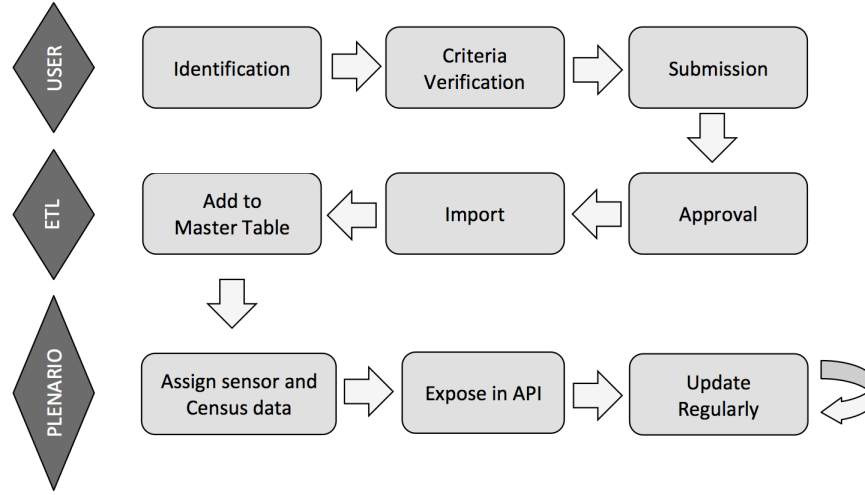 USER
Identification
Criteria
Verification
Submission
ETL
Add to
Master Table
Import
Approval
PLENARIO
Assign sensor and
Census data
Expose in API
Update
Regularly